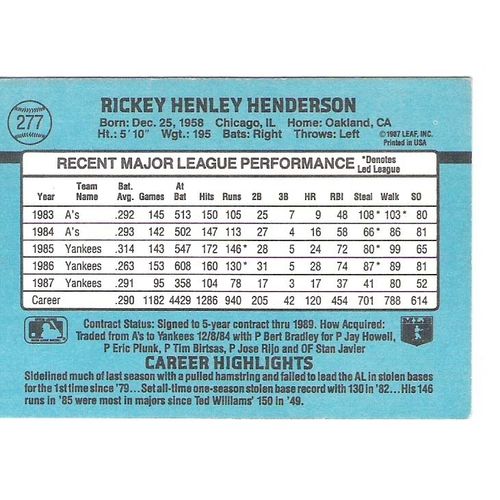 277
RICKEY HENLEY HENDERSON
Born: Dec. 25, 1958 Chicago, IL Home: Oakland, CA
Ht.: 5' 10" Wgt.: 195 Bats: Right Throws: Left
©1987 LEAF, INC.
Printed in USA
RECENT MAJOR LEAGUE PERFORMANCE *Denotes Led League
Year Team Name Bat. Avg. Games At Bat Hits Runs 2B 3B HR RBI Steal Walk SO
1983 A's .292 145 513 150 105 25 7 9 48 108* 103* 80
1984 A's .293 142 502 147 113 27 4 16 58 66* 86 81
1985 Yankees .314 143 547 172 146* 28 5 24 72 80* 99 65
1986 Yankees .263 153 608 160 130* 31 5 28 74 87* 89 81
1987 Yankees .291 95 358 104 78 17 3 17 37 41 80 52
Career .290 1182 4429 1286 940 205 42 120 454 701 788 614
Contract Status: Signed to 5-year contract thru 1989. How Acquired:
Traded from A's to Yankees 12/8/84 with P Bert Bradley for P Jay Howell,
P Eric Plunk, P Tim Birtsas, P Jose Rijo and OF Stan Javier
CAREER HIGHLIGHTS
Sidelined much of last season with a pulled hamstring and failed to lead the AL in stolen bases
for the 1st time since '79... Set all-time one-season stolen base record with 130 in '82... His 146
runs in '85 were most in majors since Ted Williams' 150 in '49.